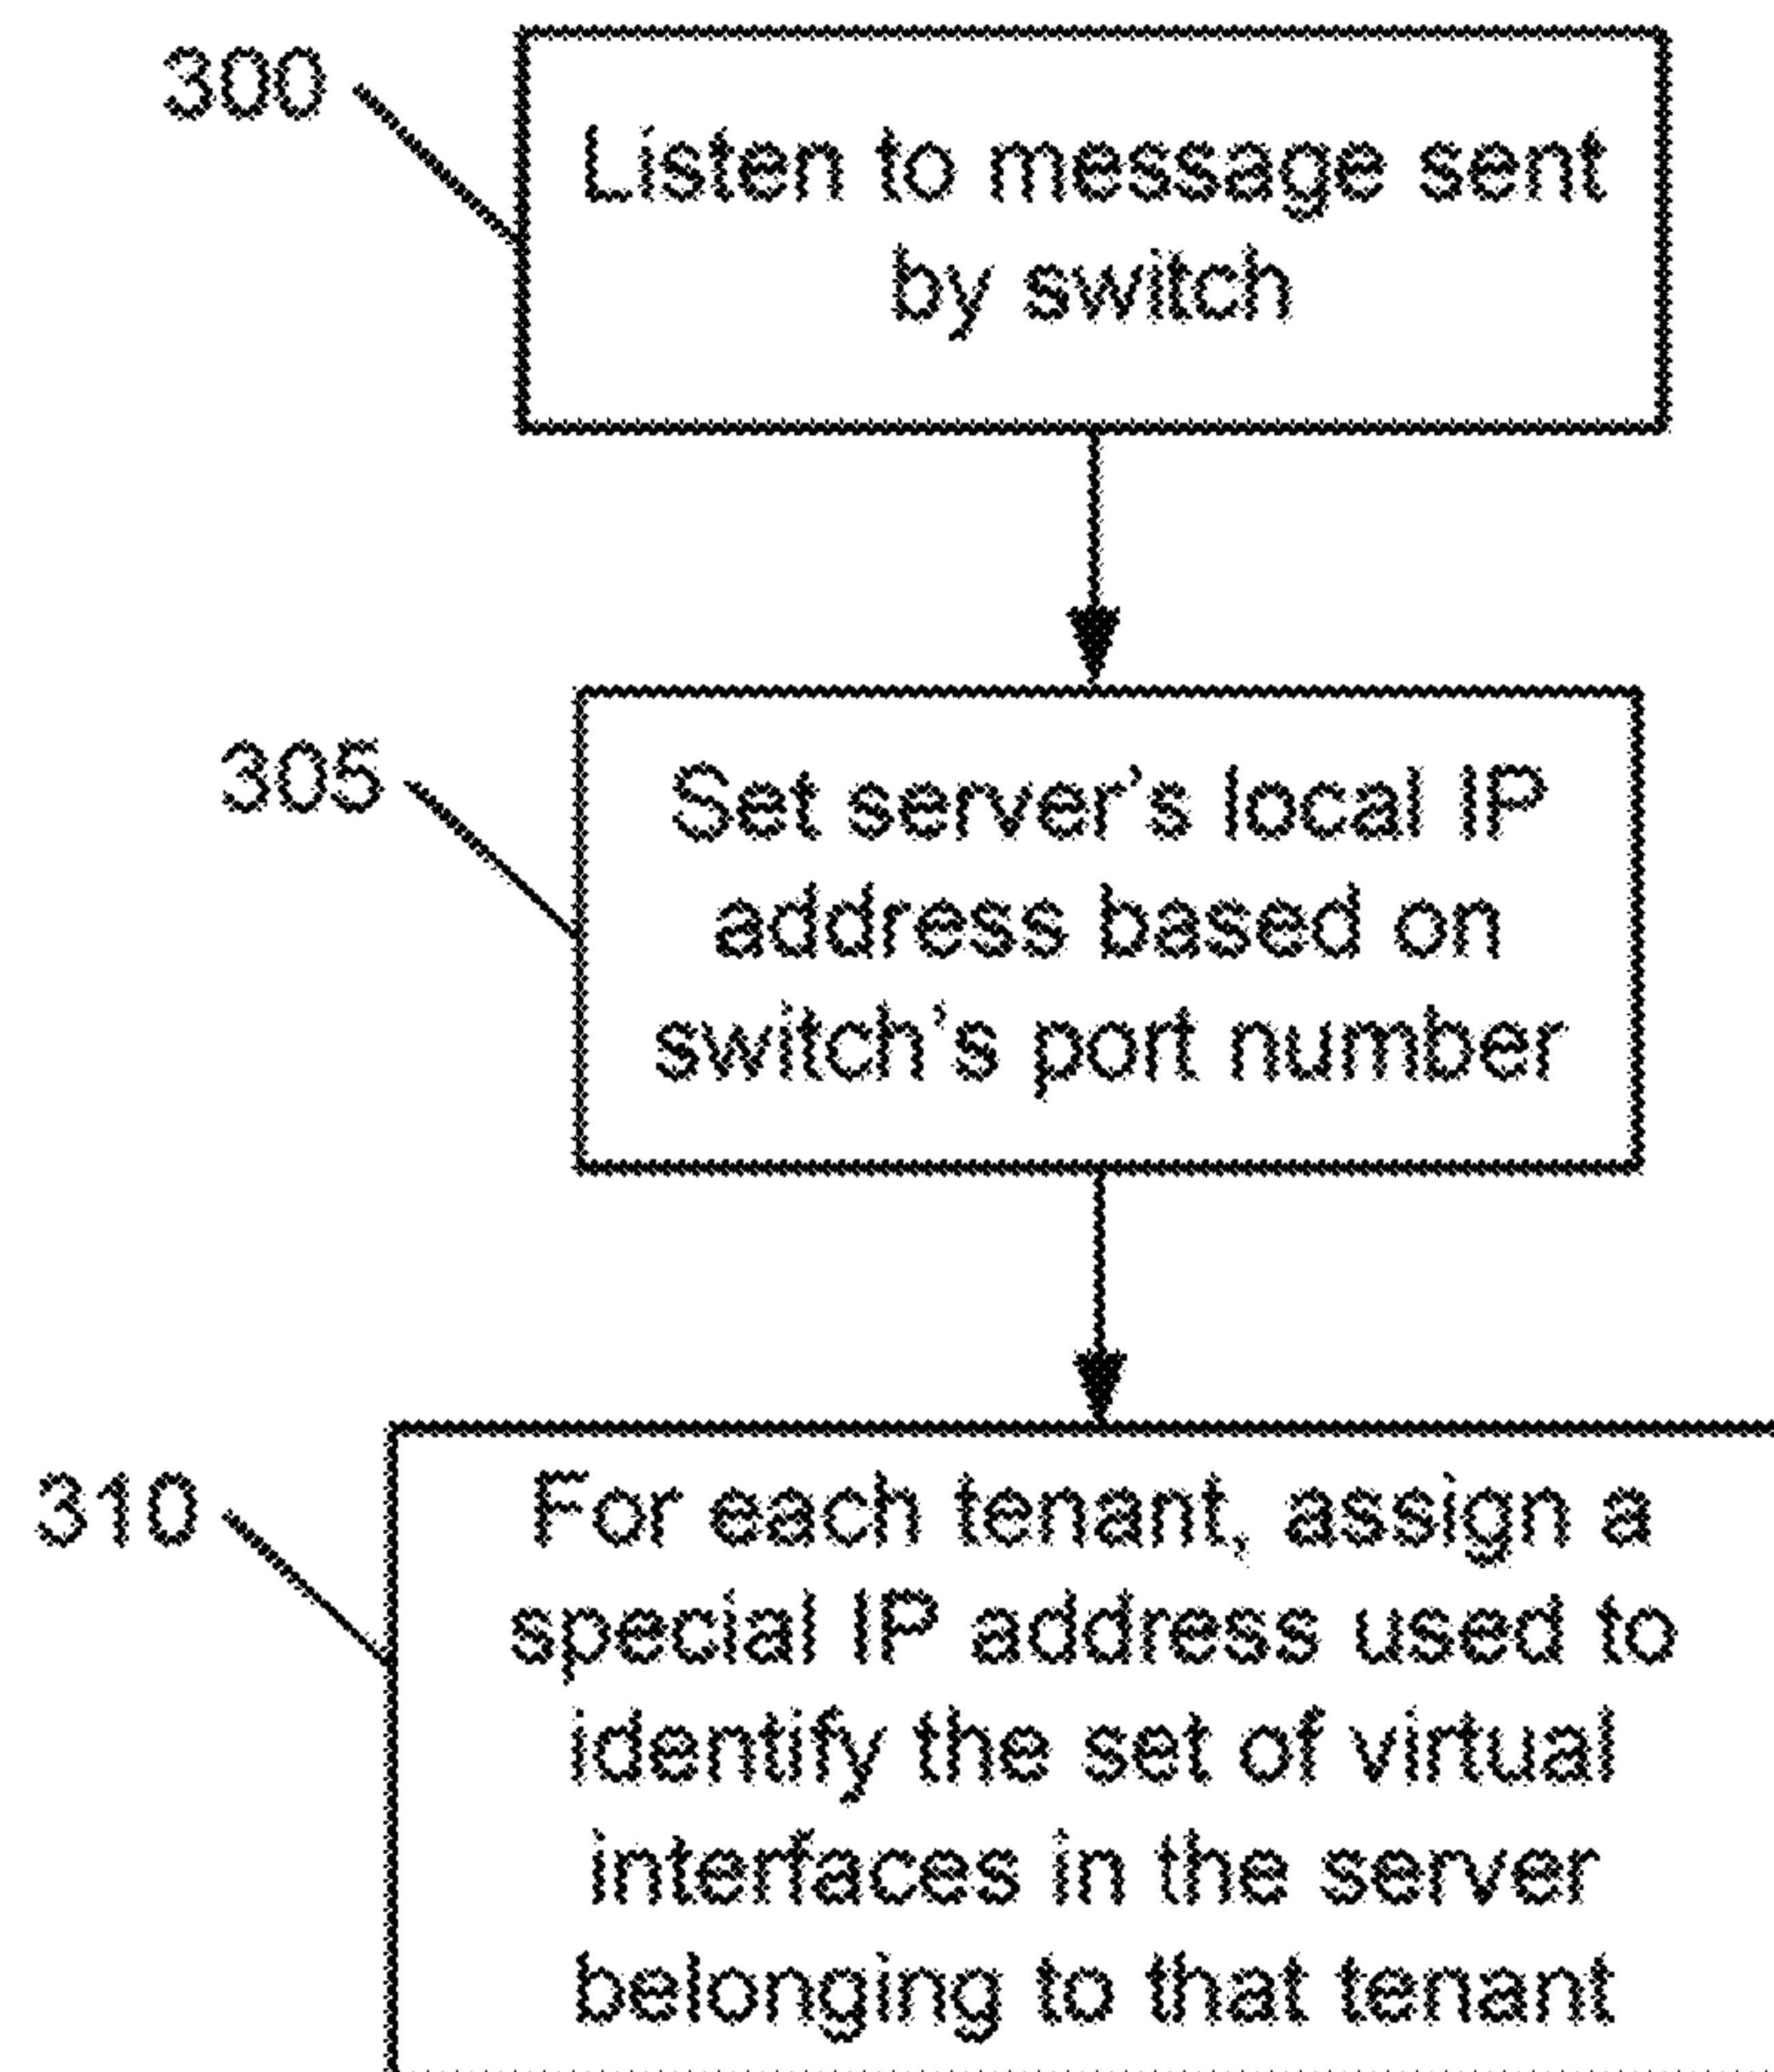 300
Listen to message sent
by switch
305
Set server's local IP
address based on
switch's port number
310
For each tenant, assign a
special IP address used to
identify the set of virtual
interfaces in the server
belonging to that tenant